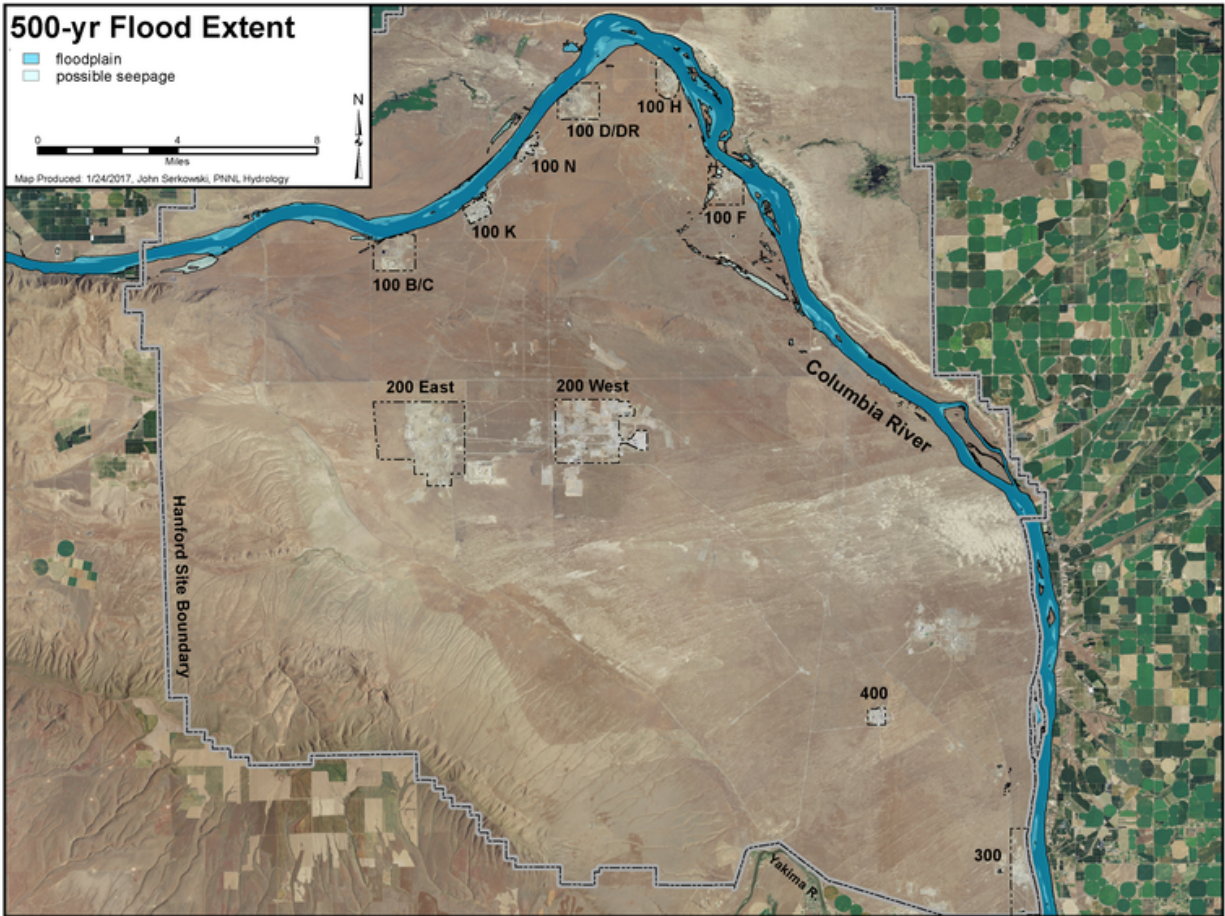 500-yr Flood Extent
floodplain
possible seepage
N
0 4 8
Miles
Map Produced: 1/24/2017, John Serkowski, PNNL Hydrology
100 H
100 D/DR
100 N
100 F
100 K
100 B/C
Columbia River
200 East
200 West
Hanford Site Boundary
400
300
Yakima R.